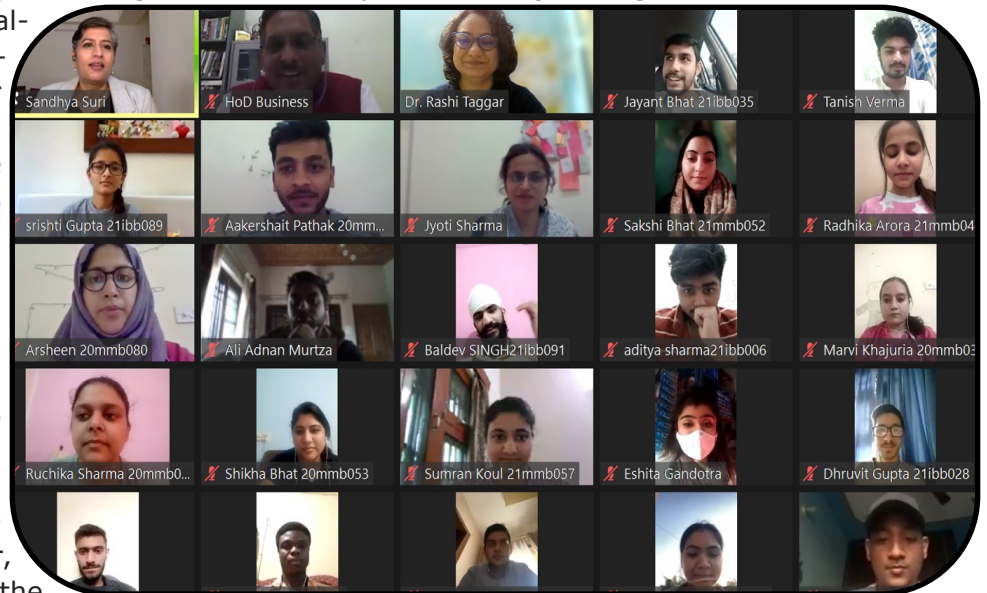 al-
Sandhya Suri
HoD Business
Dr. Rashi Taggar
Jayant Bhat 21ibb035
Tanish Verma
srishti Gupta 21ibb089
Aakershait Pathak 20mm...
Jyoti Sharma
Sakshi Bhat 21mmb052
Radhika Arora 21mmb04
Arsheen 20mmb080
Ali Adnan Murtza
Baldev SINGH21ibb091
aditya sharma21ibb006
Marvi Khajuria 20mmb03
Ruchika Sharma 20mmb0...
Shikha Bhat 20mmb053
Sumran Koul 21mmb057
Eshita Gandotra
Dhruvit Gupta 21ibb028
the